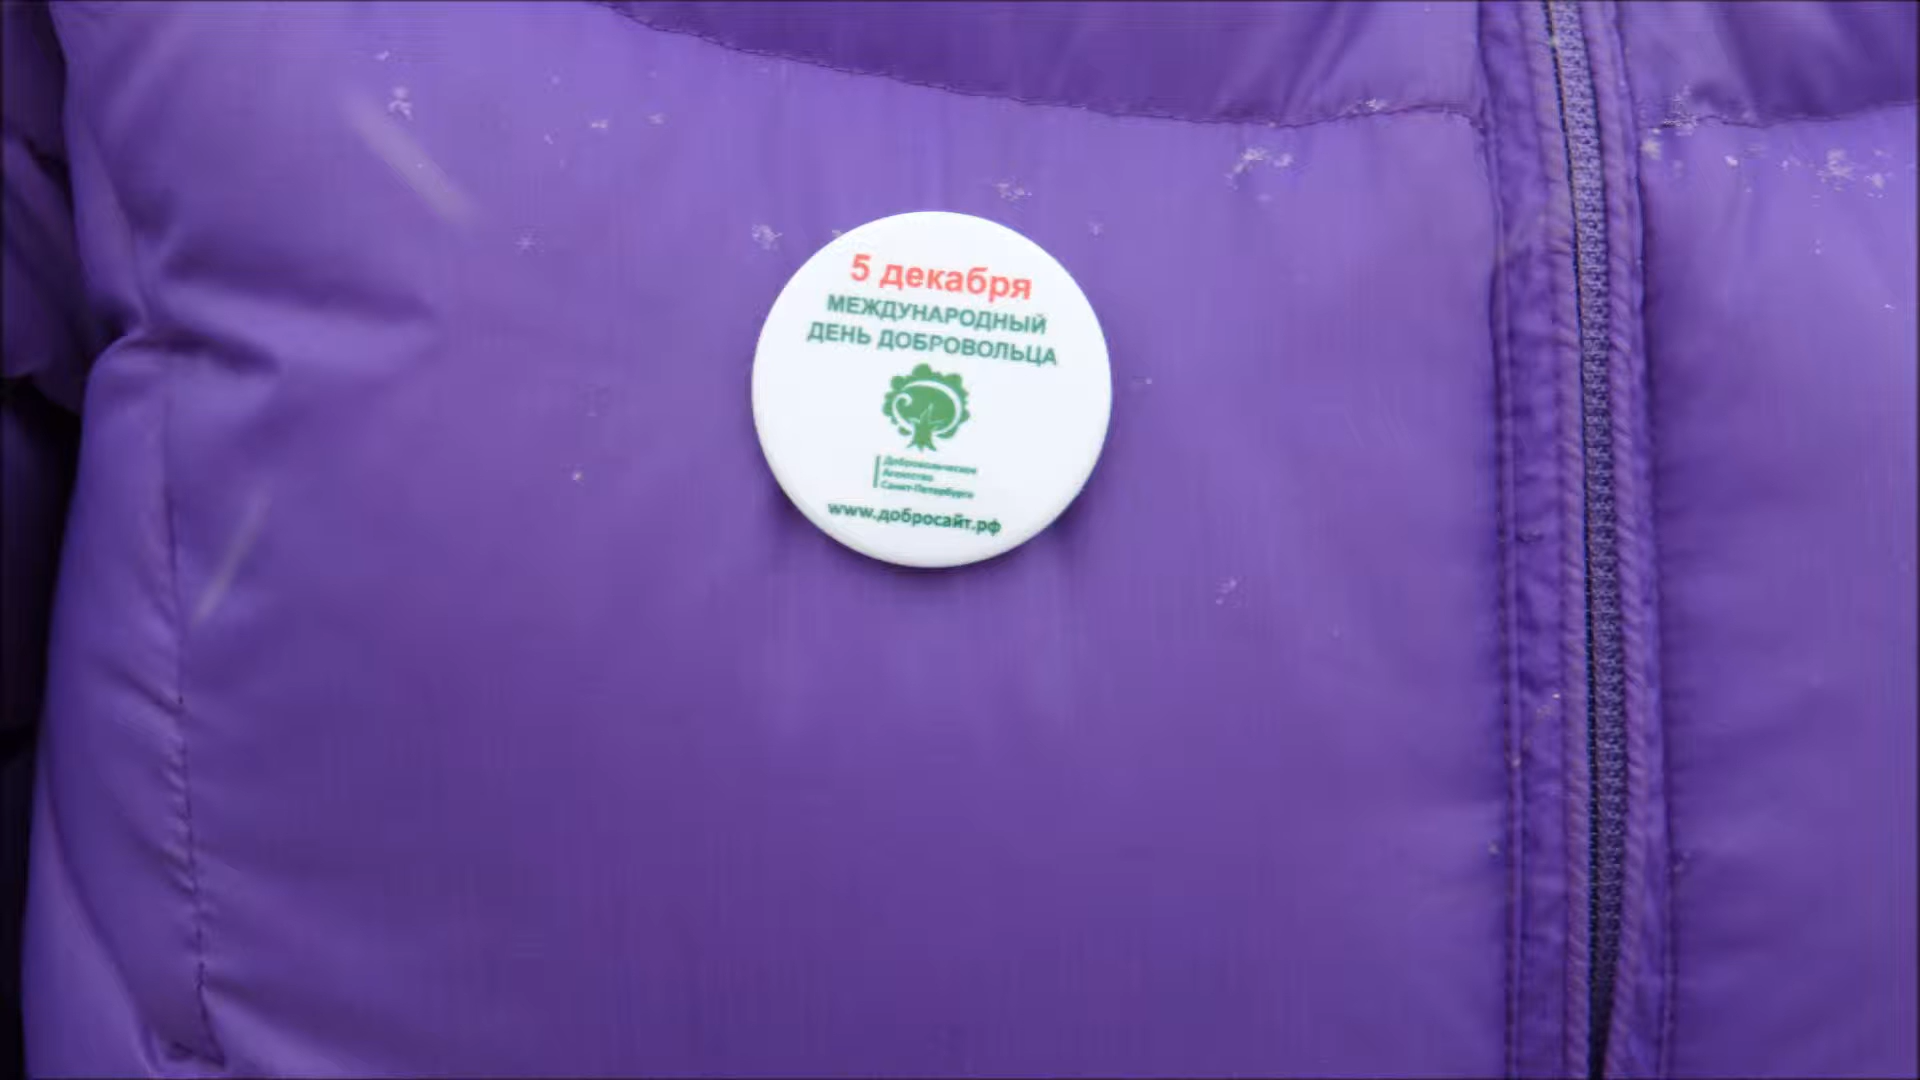 5 декабря
МЕЖДУНАРОДНЫЙ
ДЕНЬ ДОБРОВОЛЬЦА
Добровольческое
Агентство
Санкт-Петербурга
www.добросайт.рф